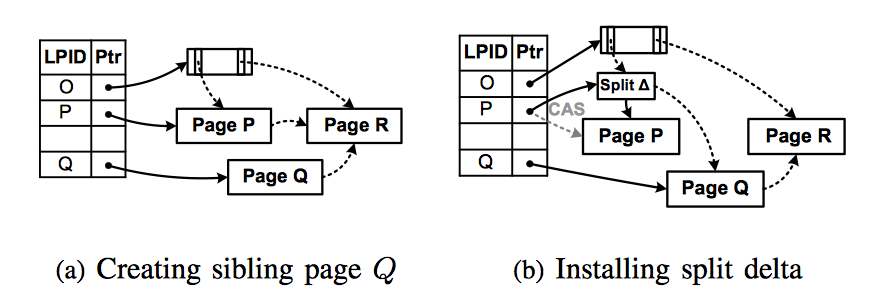 LPID Ptr
O
P
Q
Page P
Page R
Page Q
(a) Creating sibling page Q
LPID Ptr
O
P
Q
Split Δ
CAS
Page P
Page R
Page Q
(b) Installing split delta